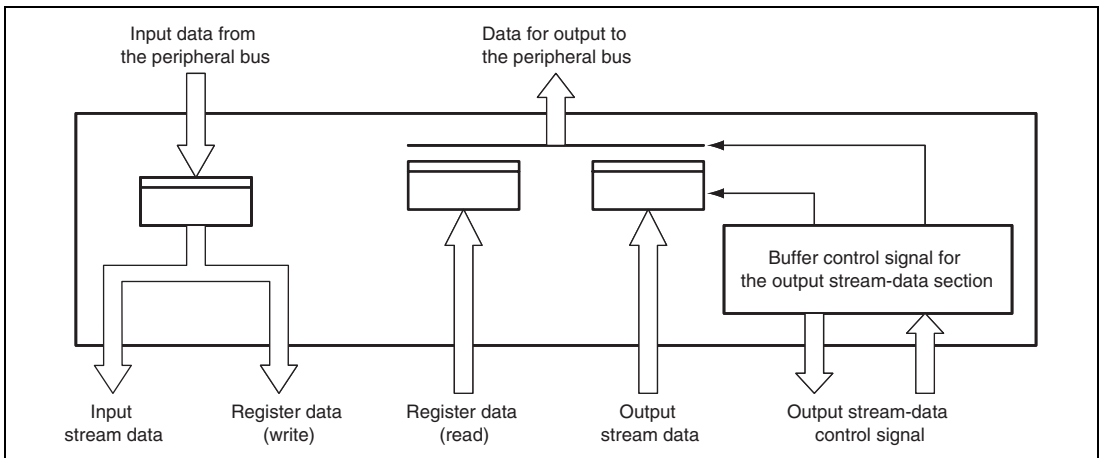 Input data from
the peripheral bus
Data for output to
the peripheral bus
Buffer control signal for
the output stream-data section
Input
stream data
Register data
(write)
Register data
(read)
Output
stream data
Output stream-data
control signal